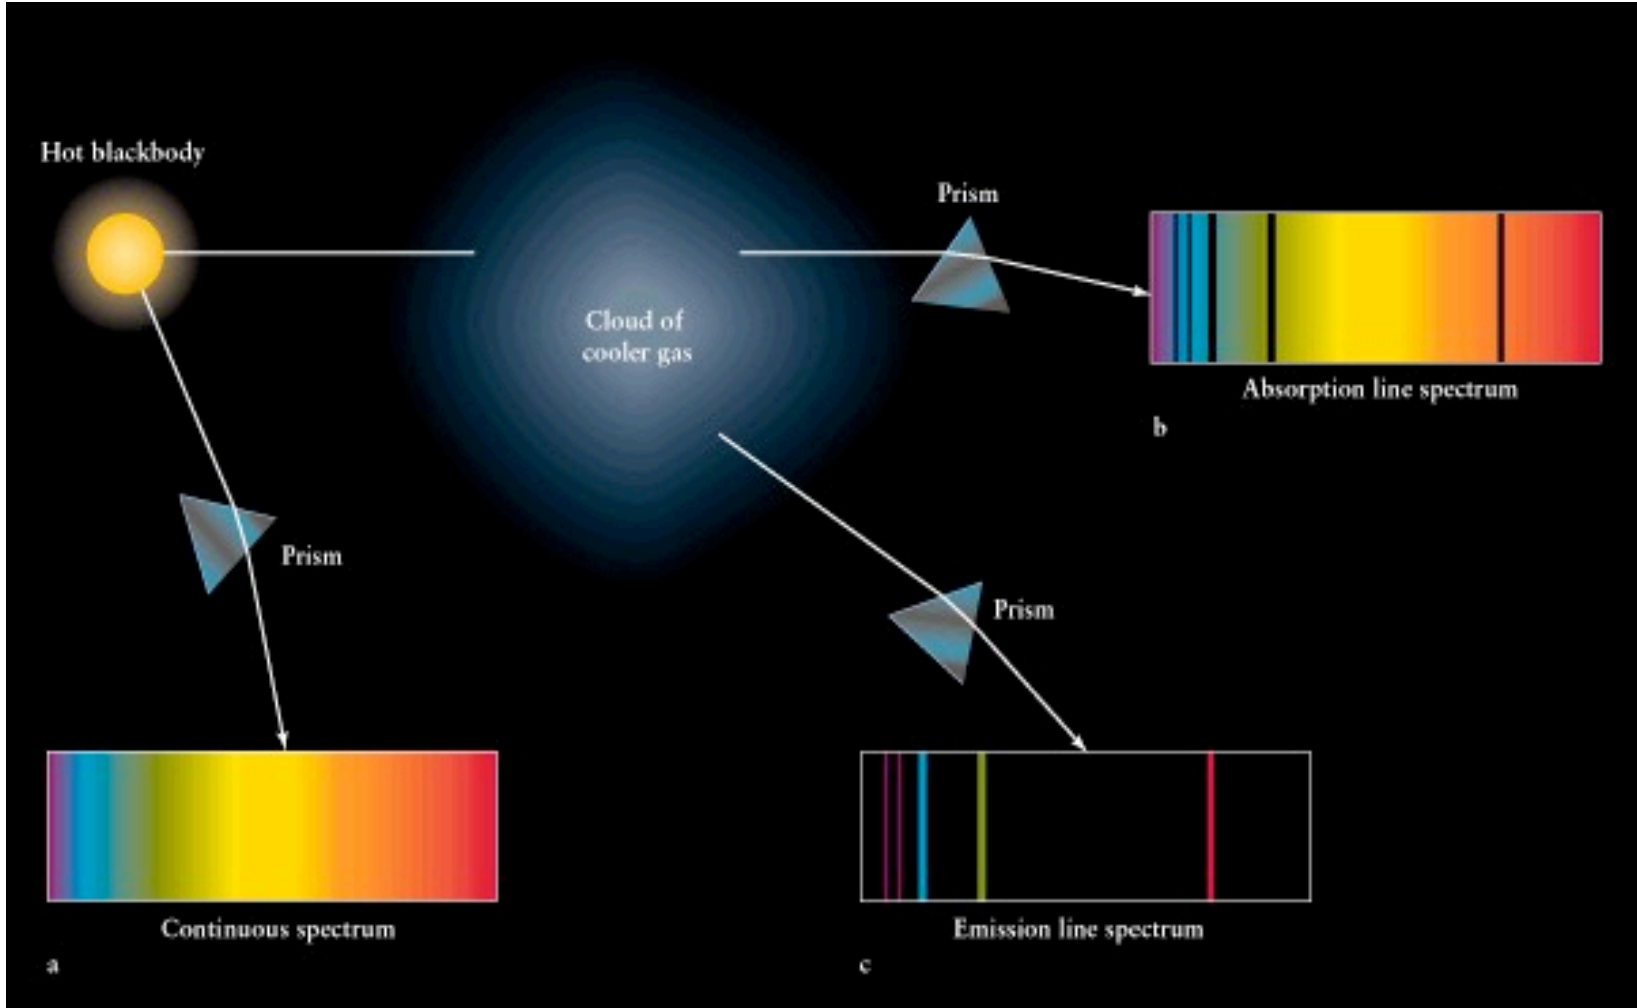 Hot blackbody
Prism
Cloud of
cooler gas
Absorption line spectrum
b
Prism
Prism
Continuous spectrum
a
Emission line spectrum
c